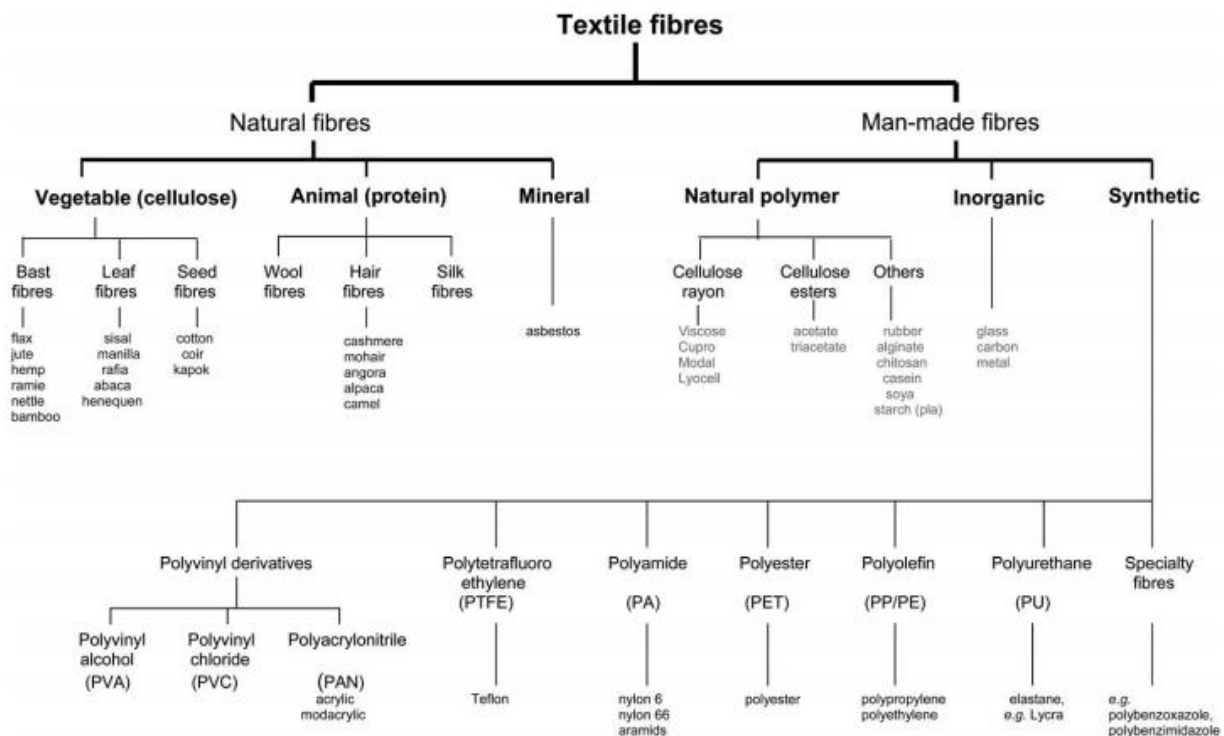 Textile fibres
Natural fibres
Man-made fibres
Vegetable (cellulose)
Animal (protein)
Mineral
Natural polymer
Inorganic
Synthetic
Bast
fibres
Leaf
fibres
Seed
fibres
Wool
fibres
Hair
fibres
Silk
fibres
Cellulose
rayon
Cellulose
esters
Others
flax
jute
hemp
ramie
nettle
bamboo
sisal
manilla
rafia
abaca
henequen
cotton
coir
kapok
cashmere
mohair
angora
alpaca
camel
asbestos
Viscose
Cupro
Modal
Lyocell
acetate
triacetate
rubber
alginate
chitosan
casein
soya
starch (pla)
glass
carbon
metal
Polyvinyl derivatives
Polytetrafluoro
ethylene
(PTFE)
Polyamide
(PA)
Polyester
(PET)
Polyolefin
(PP/PE)
Polyurethane
(PU)
Specialty
fibres
Polyvinyl
alcohol
(PVA)
Polyvinyl
chloride
(PVC)
Polyacrylonitrile
(PAN)
acrylic
modacrylic
Teflon
nylon 6
nylon 66
aramids
polyester
polypropylene
polyethylene
elastane,
e.g. Lycra
e.g.
polybenzoxazole,
polybenzimidazole